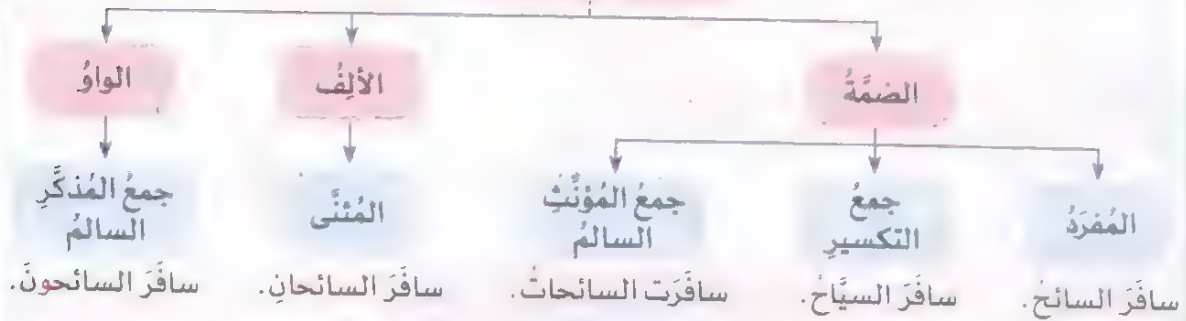 الضمَّةُ
الألِفُ
الواوُ
المُفرَدُ
جمعُ
التكسيرِ
جمعُ المُؤنَّثِ
السالمُ
المُثنَّى
جمعُ المُذكَّرِ
السالمُ
سافَرَ السائحُ.
سافَرَ السيَّاحُ.
سافَرَت السائحاتُ.
سافَرَ السائحانِ.
سافَرَ السائحونَ.